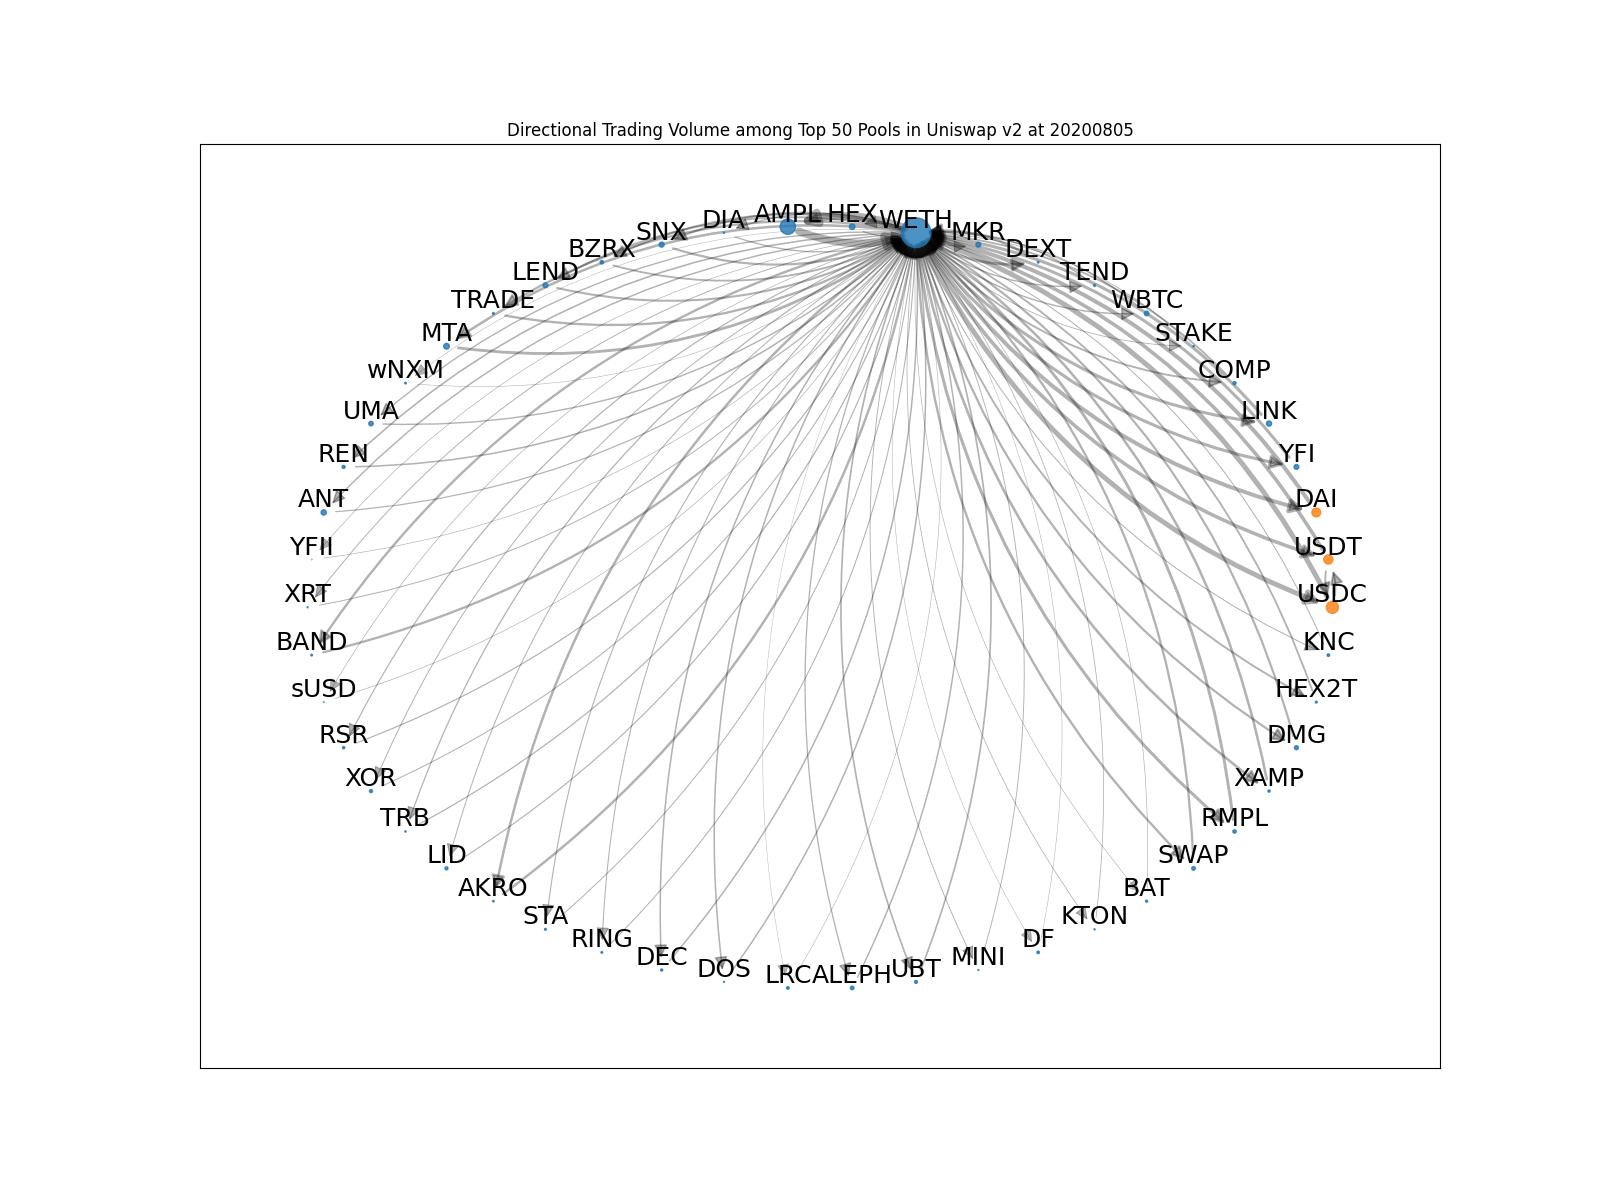 Directional Trading Volume among Top 50 Pools in Uniswap v2 at 20200805
AMPL HEX WETH
DIA MKR
SNX DEXT
BZRX
LEND TEND
TRADE WBTC
MTA STAKE
wNXM COMP
UMA LINK
REN YFI
ANT DAI
YFII USDT
XRT USDC
BAND KNC
sUSD HEX2T
RSR DMG
XOR XAMP
TRB RMPL
LID SWAP
AKRO BAT
STA KTON
RING DF
DEC MINI
DOS UBT
LRC ALEPH